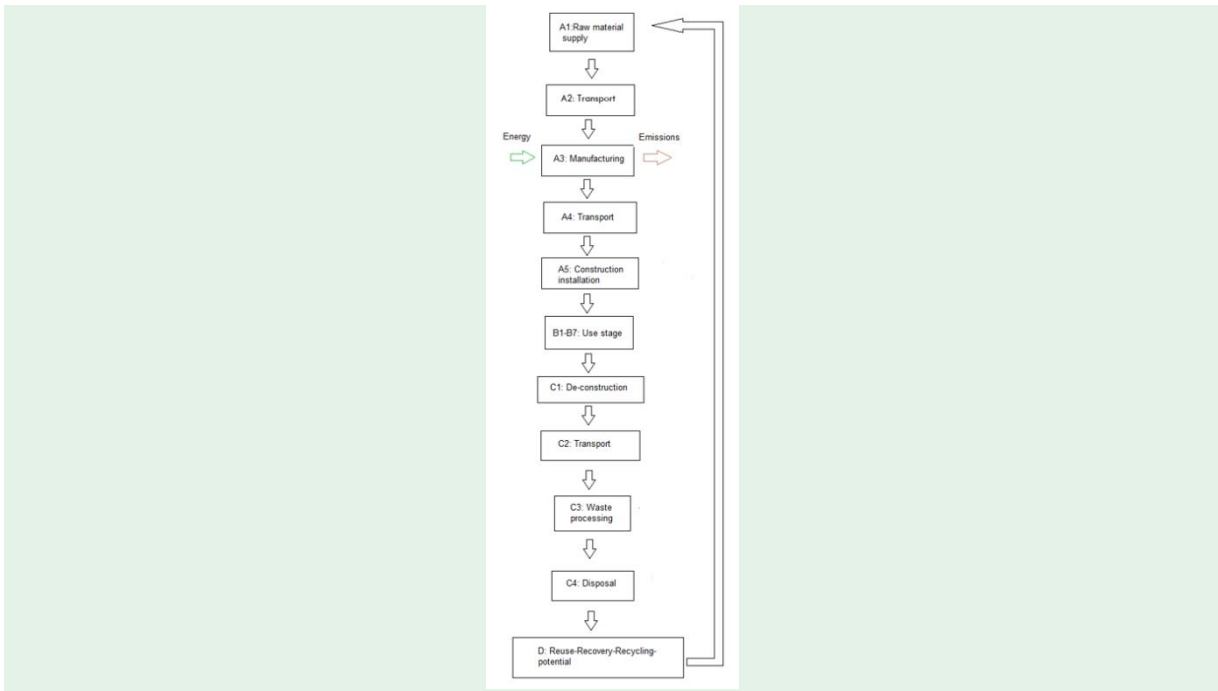 A1:Raw material
supply
A2: Transport
Energy
Emissions
A3: Manufacturing
A4: Transport
A5: Construction
installation
B1-B7: Use stage
C1: De-construction
C2: Transport
C3: Waste
processing
C4: Disposal
D: Reuse-Recovery-Recycling-
potential